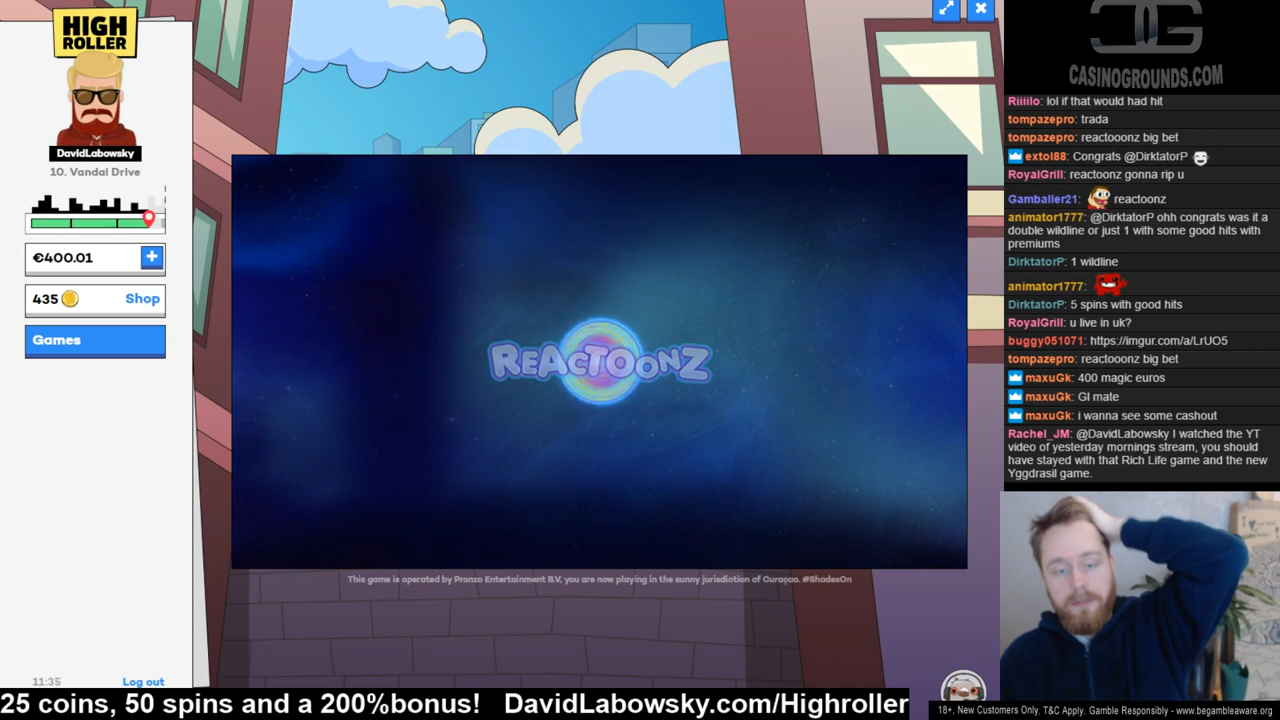 HIGH
ROLLER
DavidLabowsky
10. Vandal Drive
€400.01
+
435 Shop
Games
11:35 Log out
REACTOONZ
This game is operated by Pronzo Entertainment B.V, you are now playing in the sunny jurisdiction of Curaçao. #ShadesOn
25 coins, 50 spins and a 200%bonus! DavidLabowsky.com/Highroller
CG
CASINOGROUNDS.COM
Riiiilo: lol if that would had hit
tompazepro: trada
tompazepro: reactooonz big bet
extol88: Congrats @DirktatorP
RoyalGrill: reactoonz gonna rip u
Gamballer21: reactoonz
animator1777: @DirktatorP ohh congrats was it a
double wildline or just 1 with some good hits with
premiums
DirktatorP: 1 wildline
animator1777:
DirktatorP: 5 spins with good hits
RoyalGrill: u live in uk?
buggy051071: https://imgur.com/a/LrUO5
tompazepro: reactooonz big bet
maxuGk: 400 magic euros
maxuGk: Gl mate
maxuGk: i wanna see some cashout
Rachel_JM: @DavidLabowsky I watched the YT
video of yesterday mornings stream, you should
have stayed with that Rich Life game and the new
Yggdrasil game.
18+, New Customers Only, T&C Apply, Gamble Responsibly - www.begambleaware.org